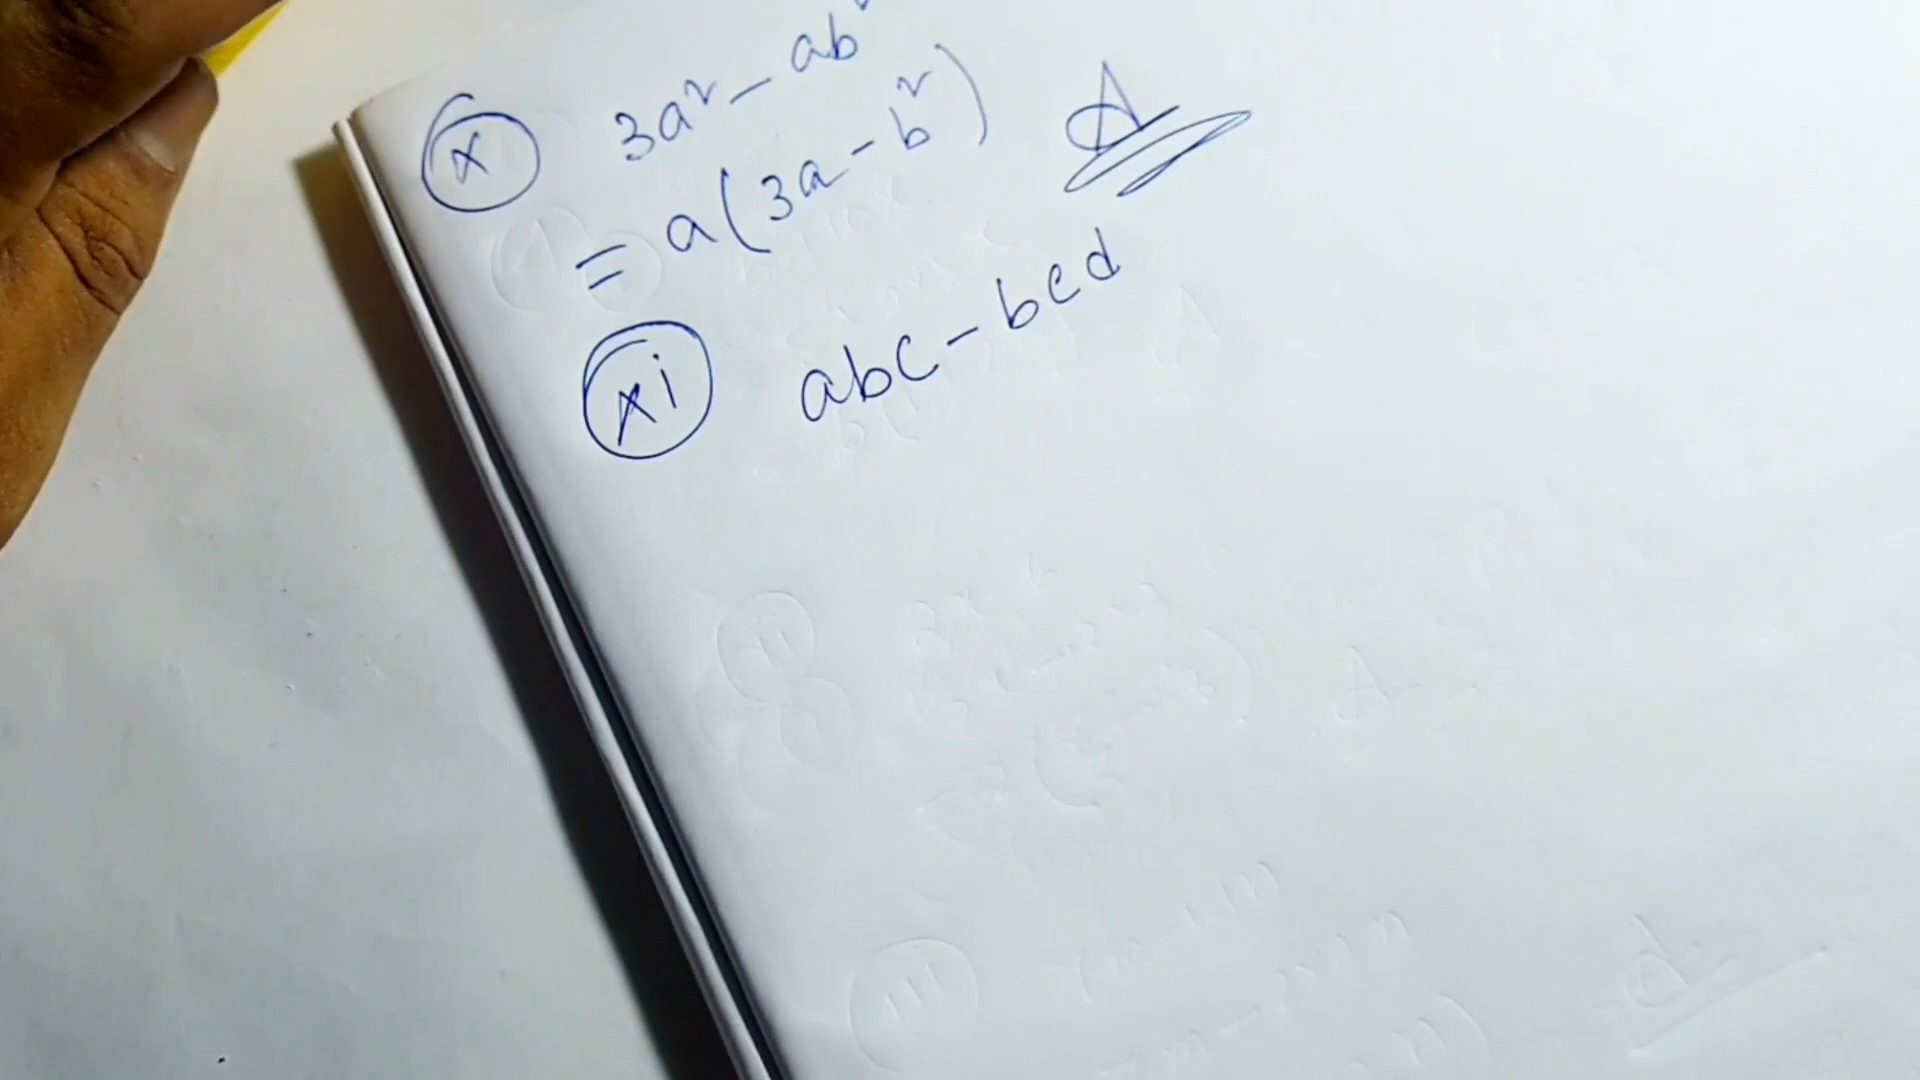 (x) 3a² - ab²
= a(3a - b²) A
(xi) abc - bcd